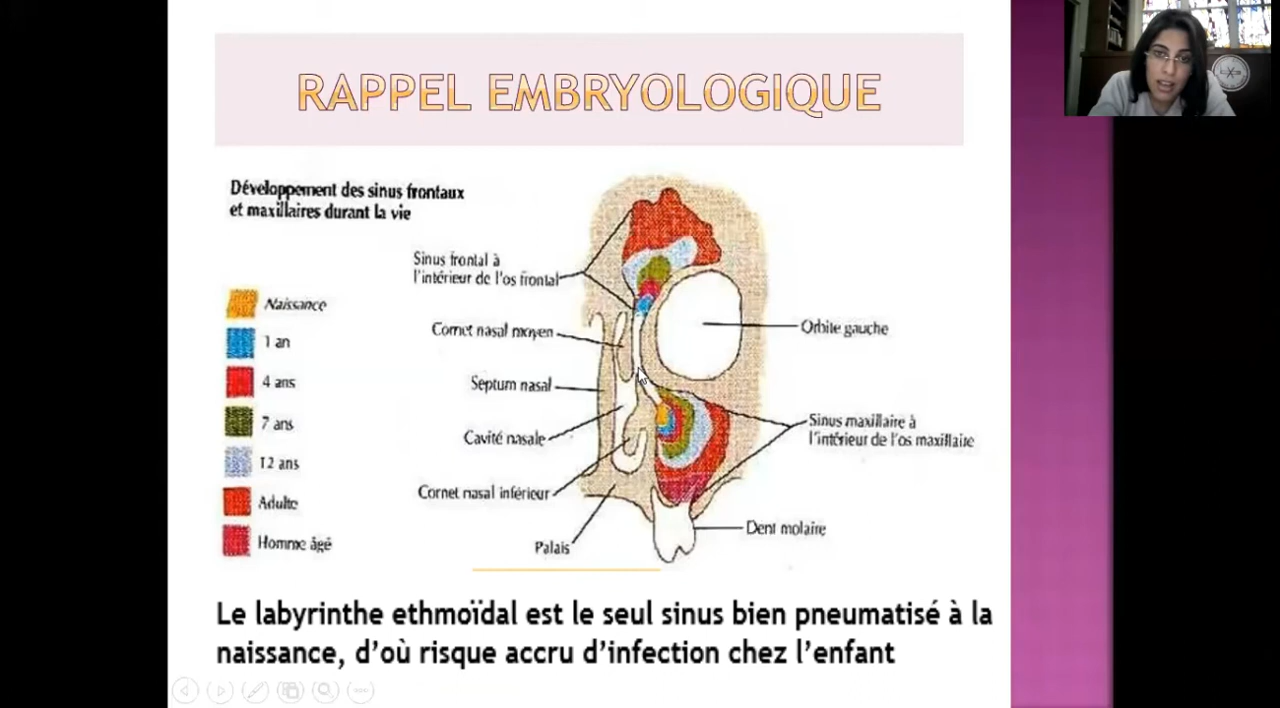 RAPPEL EMBRYOLOGIQUE
Développement des sinus frontaux
et maxillaires durant la vie
Naissance
1 an
4 ans
7 ans
12 ans
Adulte
Homme âgé
Sinus frontal à
l'intérieur de l'os frontal
Cornet nasal moyen
Septum nasal
Cavité nasale
Cornet nasal inférieur
Palais
Orbite gauche
Sinus maxillaire à
l'intérieur de l'os maxillaire
Dent molaire
Le labyrinthe ethmoïdal est le seul sinus bien pneumatisé à la
naissance, d'où risque accru d'infection chez l'enfant